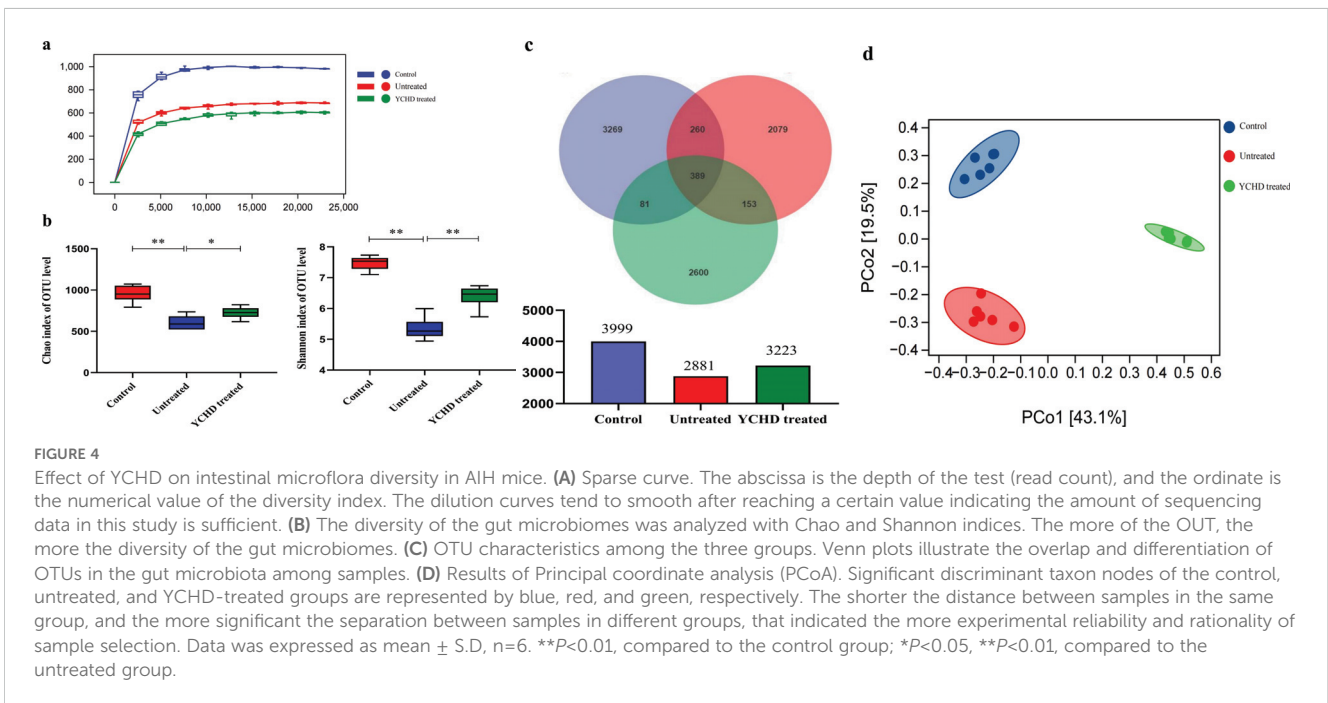 a
1,000
800
600
400
200
0
0 5,000 10,000 15,000 20,000 25,000
Control
Untreated
YCHD treated
b
Chao index of OTU level
1500
1000
500
0
** *
Control Untreated YCHD treated
Shannon index of OTU level
8
7
6
5
4
** **
Control Untreated YCHD treated
c
3269 260 2079
389
81 153
2600
5000
4000
3000
2000
3999 2881 3223
Control Untreated YCHD treated
d
PCo2 [19.5%]
0.4
0.3
0.2
0.1
0.0
−0.1
−0.2
−0.3
−0.4
−0.4 −0.3 −0.2 −0.1 0.0 0.1 0.2 0.3 0.4 0.5 0.6
PCo1 [43.1%]
Control
Untreated
YCHD treated
FIGURE 4
Effect of YCHD on intestinal microflora diversity in AIH mice. (A) Sparse curve. The abscissa is the depth of the test (read count), and the ordinate is
the numerical value of the diversity index. The dilution curves tend to smooth after reaching a certain value indicating the amount of sequencing
data in this study is sufficient. (B) The diversity of the gut microbiomes was analyzed with Chao and Shannon indices. The more of the OUT, the
more the diversity of the gut microbiomes. (C) OTU characteristics among the three groups. Venn plots illustrate the overlap and differentiation of
OTUs in the gut microbiota among samples. (D) Results of Principal coordinate analysis (PCoA). Significant discriminant taxon nodes of the control,
untreated, and YCHD-treated groups are represented by blue, red, and green, respectively. The shorter the distance between samples in the same
group, and the more significant the separation between samples in different groups, that indicated the more experimental reliability and rationality of
sample selection. Data was expressed as mean ± S.D, n=6. **P<0.01, compared to the control group; *P<0.05, **P<0.01, compared to the
untreated group.